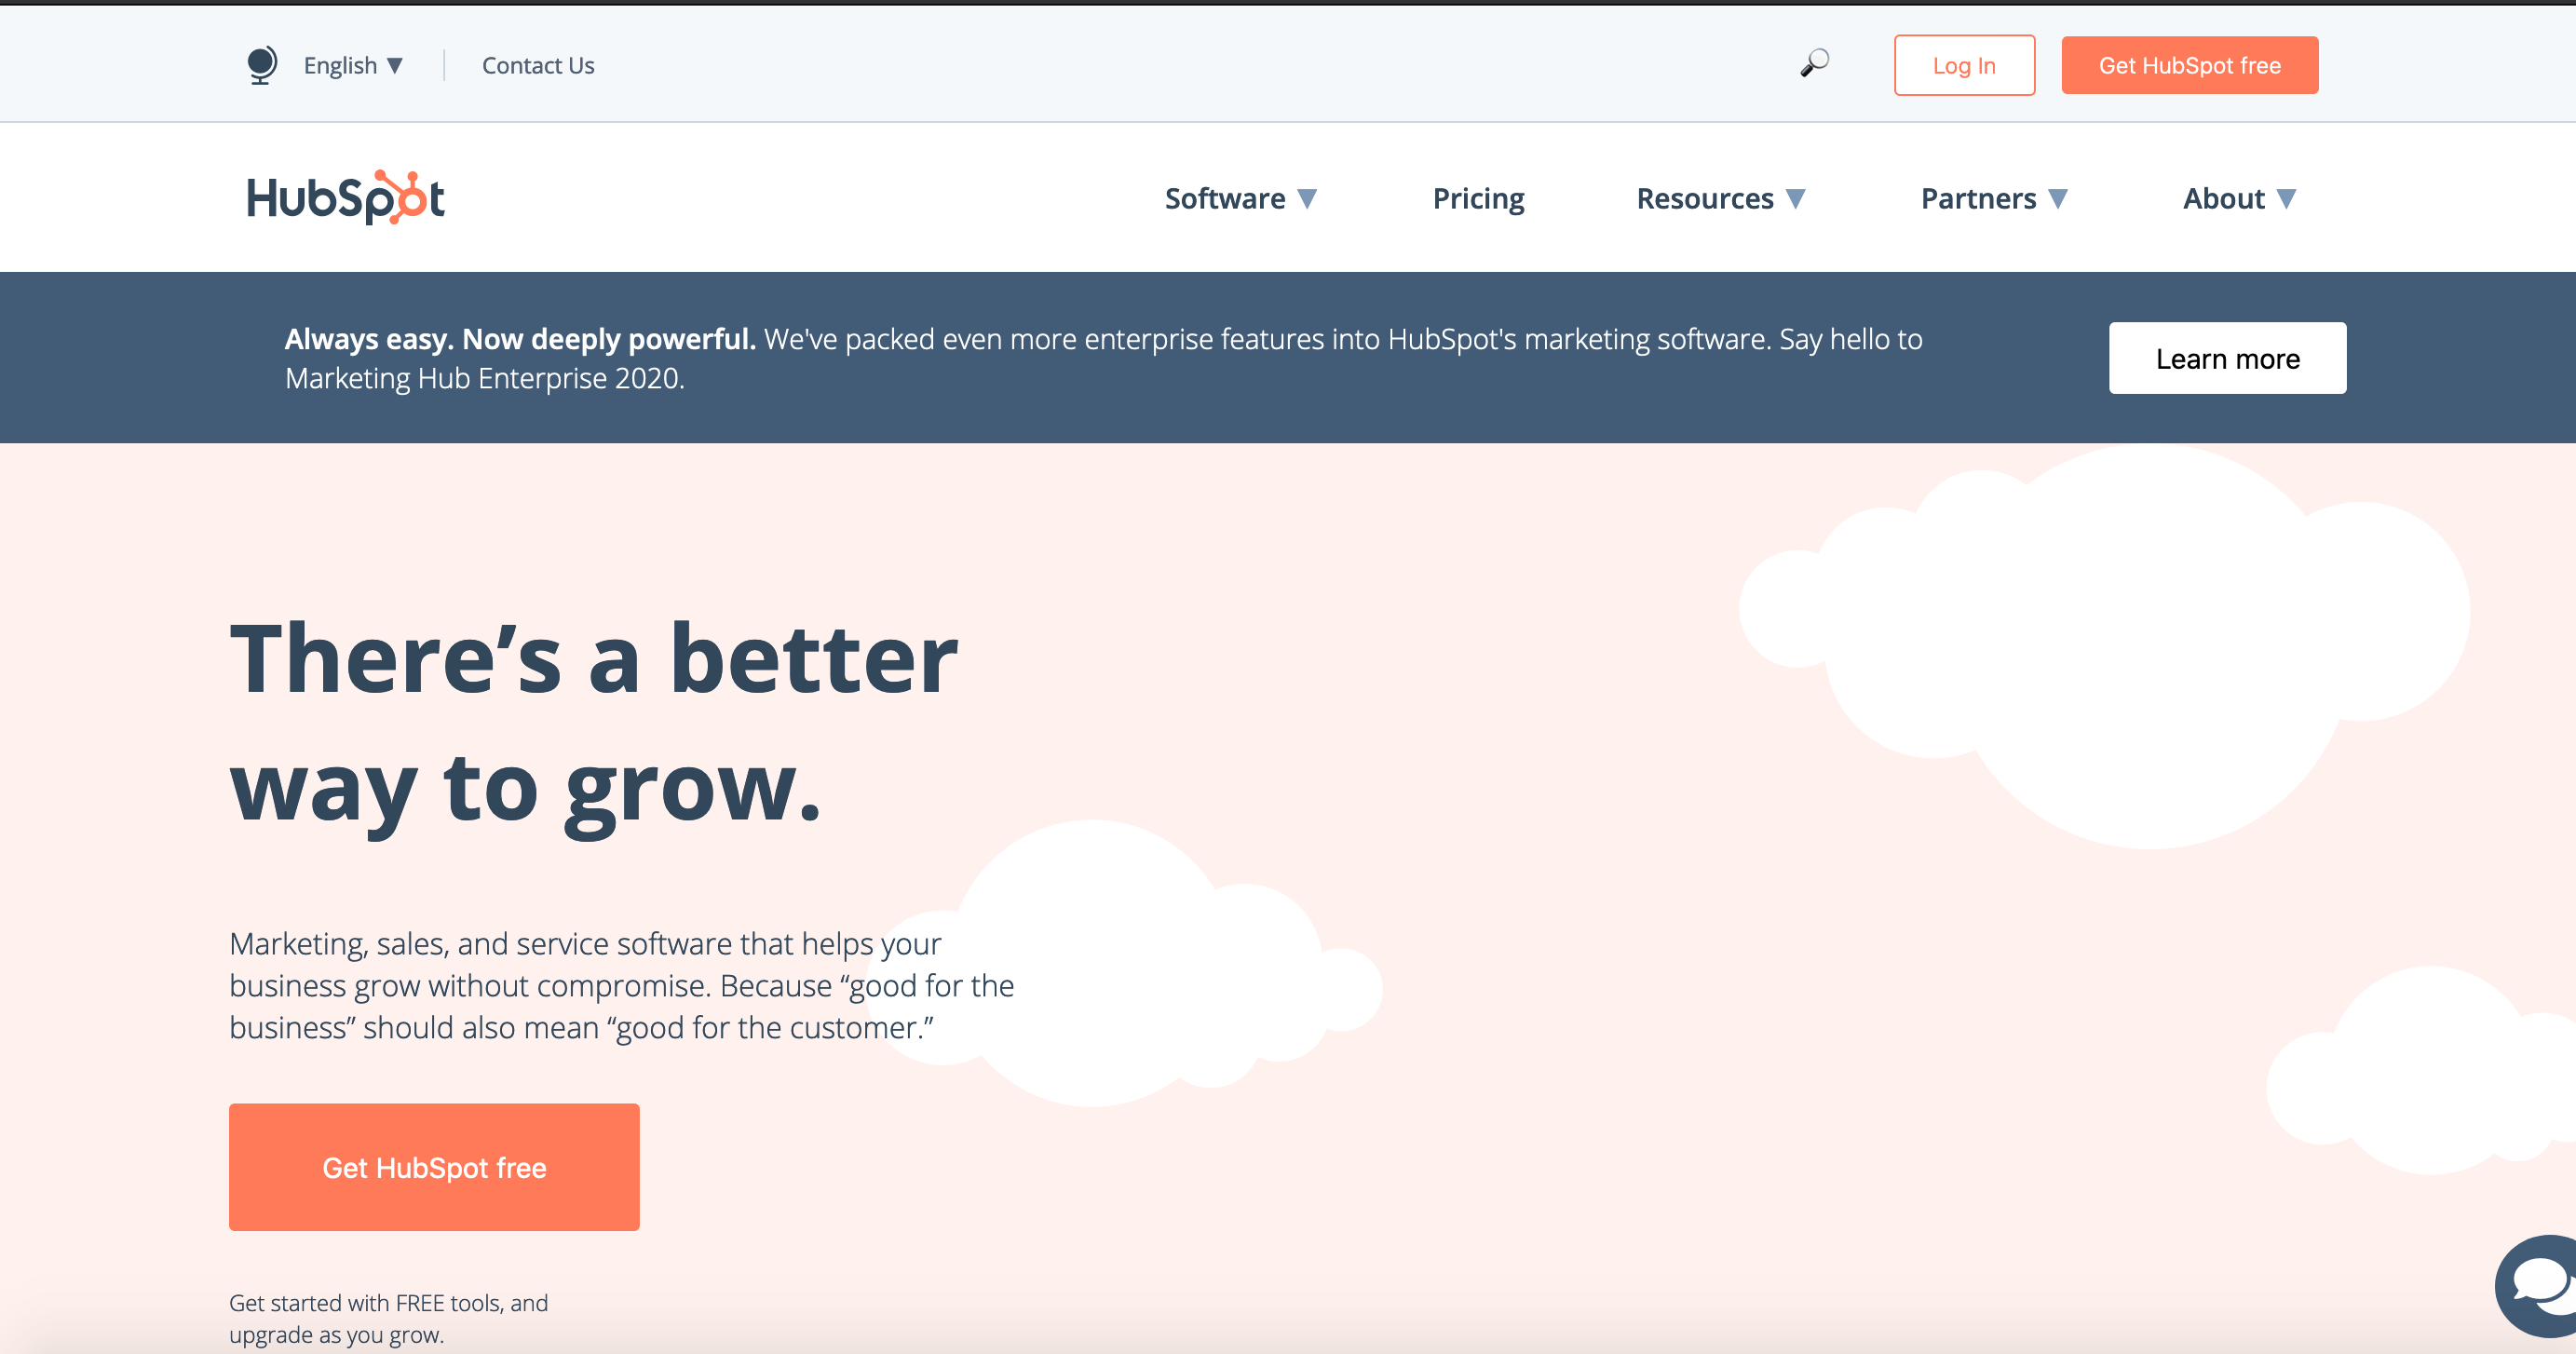 English ▼
Contact Us
Log In
Get HubSpot free
HubSpot
Software ▼
Pricing
Resources ▼
Partners ▼
About ▼
Always easy. Now deeply powerful. We've packed even more enterprise features into HubSpot's marketing software. Say hello to
Marketing Hub Enterprise 2020.
Learn more
There’s a better
way to grow.
Marketing, sales, and service software that helps your
business grow without compromise. Because “good for the
business” should also mean “good for the customer.”
Get HubSpot free
Get started with FREE tools, and
upgrade as you grow.